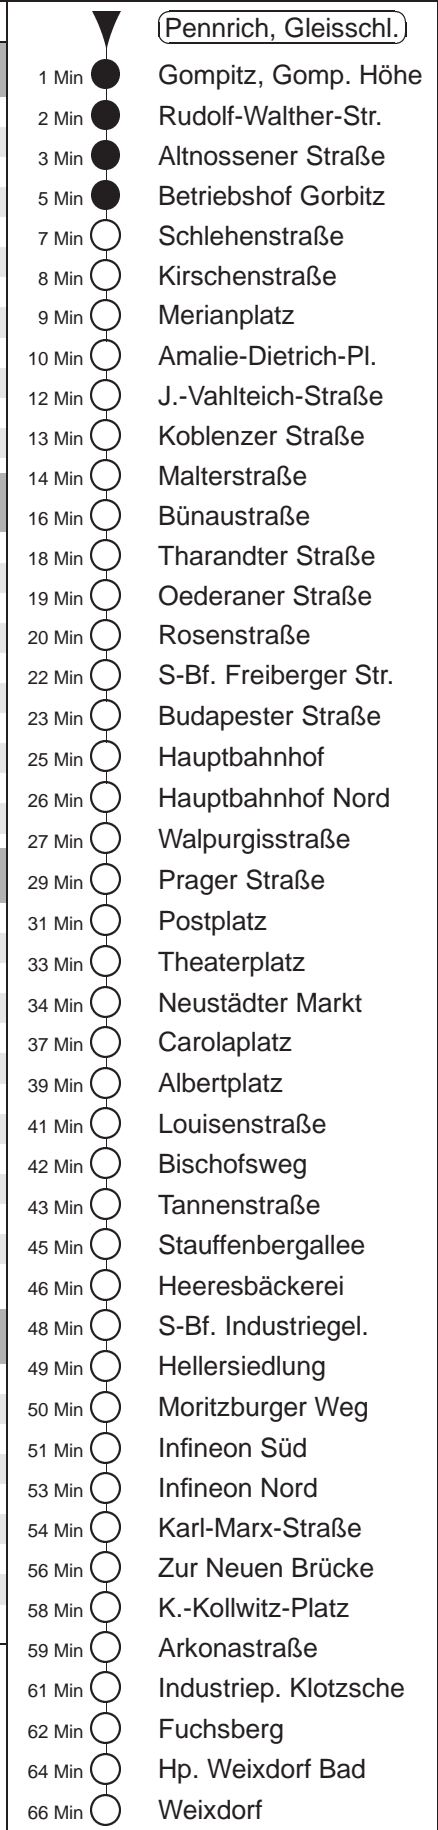 Pennrich, Gleisschl.
1 Min Gompitz, Gomp. Höhe
2 Min Rudolf-Walther-Str.
3 Min Altnossener Straße
5 Min Betriebshof Gorbitz
7 Min Schlehenstraße
8 Min Kirschenstraße
9 Min Merianplatz
10 Min Amalie-Dietrich-Pl.
12 Min J.-Vahlteich-Straße
13 Min Koblenzer Straße
14 Min Malterstraße
16 Min Bünaustraße
18 Min Tharandter Straße
19 Min Oederaner Straße
20 Min Rosenstraße
22 Min S-Bf. Freiberger Str.
23 Min Budapester Straße
25 Min Hauptbahnhof
26 Min Hauptbahnhof Nord
27 Min Walpurgisstraße
29 Min Prager Straße
31 Min Postplatz
33 Min Theaterplatz
34 Min Neustädter Markt
37 Min Carolaplatz
39 Min Albertplatz
41 Min Louisenstraße
42 Min Bischofsweg
43 Min Tannenstraße
45 Min Stauffenbergallee
46 Min Heeresbäckerei
48 Min S-Bf. Industriegel.
49 Min Hellersiedlung
50 Min Moritzburger Weg
51 Min Infineon Süd
53 Min Infineon Nord
54 Min Karl-Marx-Straße
56 Min Zur Neuen Brücke
58 Min K.-Kollwitz-Platz
59 Min Arkonastraße
61 Min Industriep. Klotzsche
62 Min Fuchsberg
64 Min Hp. Weixdorf Bad
66 Min Weixdorf